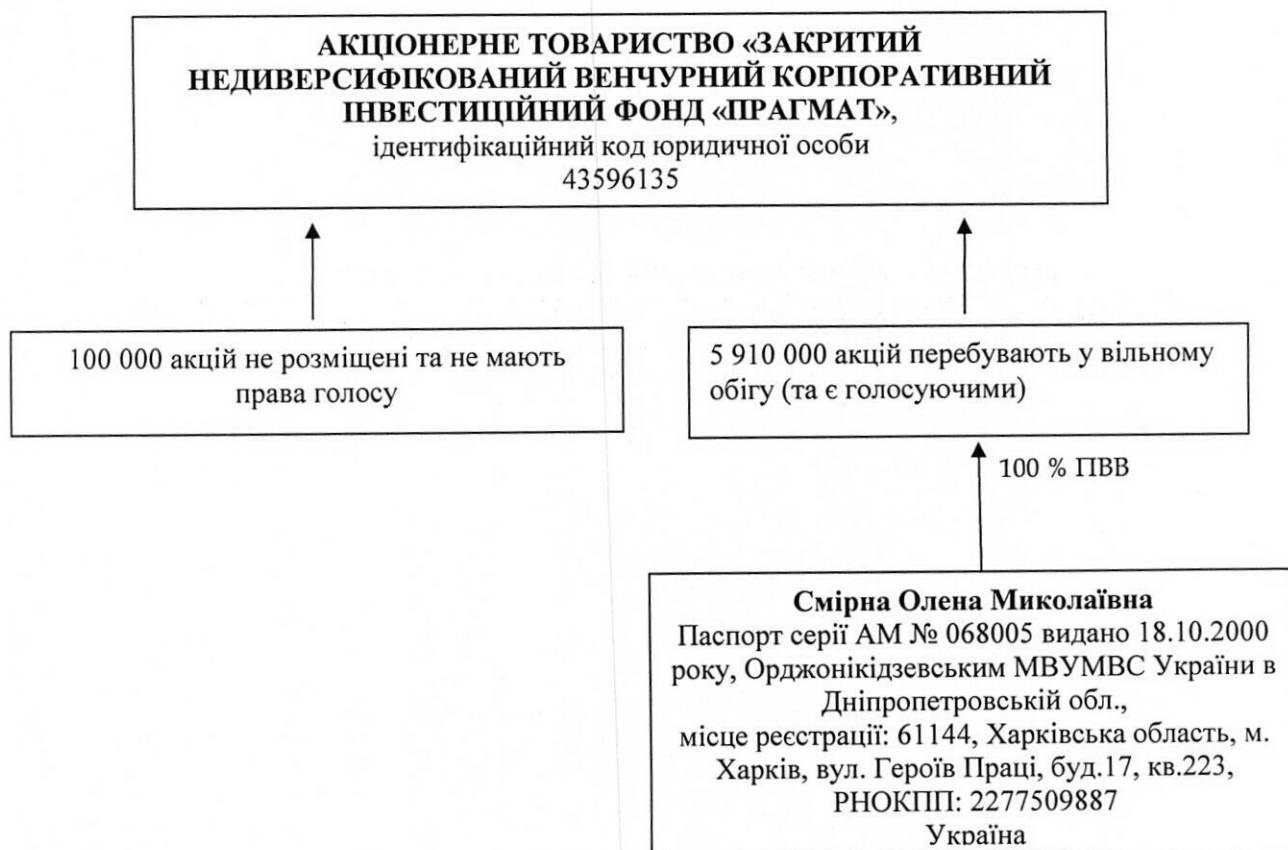 АКЦІОНЕРНЕ ТОВАРИСТВО «ЗАКРИТИЙ
НЕДИВЕРСИФІКОВАНИЙ ВЕНЧУРНИЙ КОРПОРАТИВНИЙ
ІНВЕСТИЦІЙНИЙ ФОНД «ПРАГМАТ»,
ідентифікаційний код юридичної особи
43596135
100 000 акцій не розміщені та не мають
права голосу
5 910 000 акцій перебувають у вільному
обігу (та є голосуючими)
100 % ПВВ
Смірна Олена Миколаївна
Паспорт серії АМ № 068005 видано 18.10.2000
року, Орджонікідзевським МВУМВС України в
Дніпропетровській обл.,
місце реєстрації: 61144, Харківська область, м.
Харків, вул. Героїв Праці, буд.17, кв.223,
РНОКПП: 2277509887
Україна